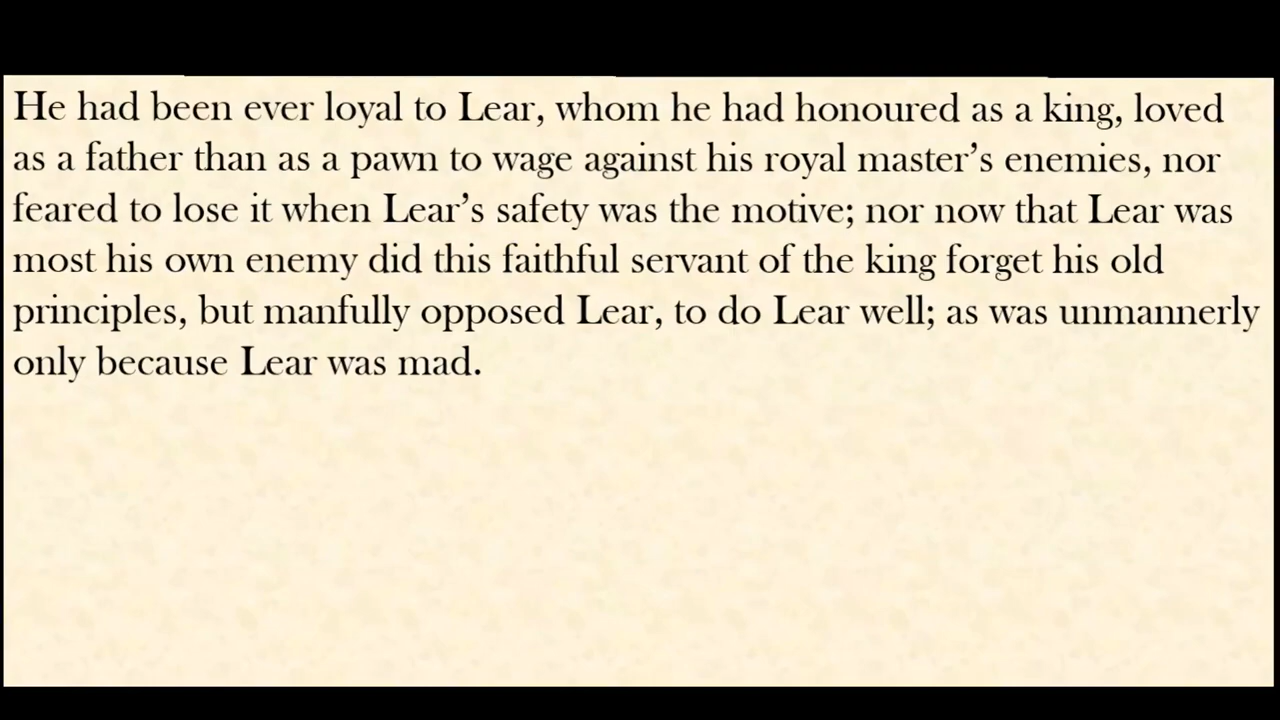 He had been ever loyal to Lear, whom he had honoured as a king, loved
as a father than as a pawn to wage against his royal master’s enemies, nor
feared to lose it when Lear’s safety was the motive; nor now that Lear was
most his own enemy did this faithful servant of the king forget his old
principles, but manfully opposed Lear, to do Lear well; as was unmannerly
only because Lear was mad.